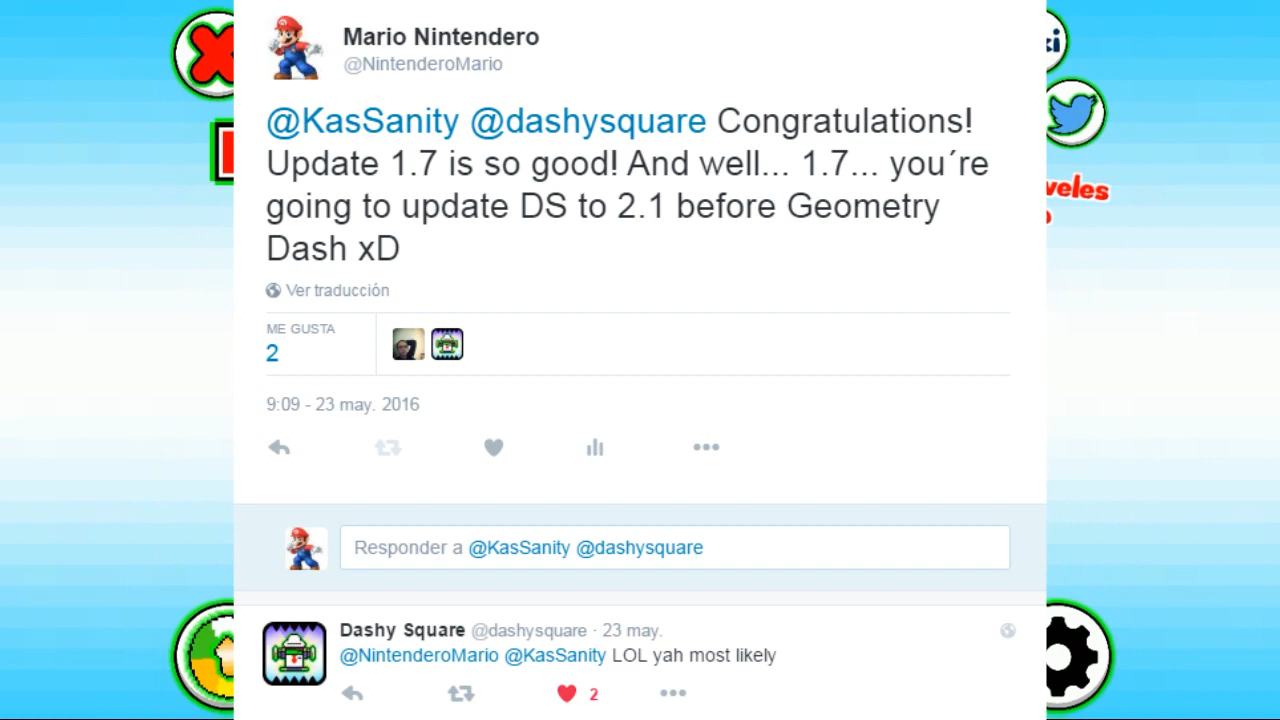 Mario Nintendero
@NintenderoMario
@KasSanity @dashysquare Congratulations!
Update 1.7 is so good! And well... 1.7... you´re
going to update DS to 2.1 before Geometry
Dash xD
Ver traducción
ME GUSTA
2
9:09 - 23 may. 2016
Responder a @KasSanity @dashysquare
Dashy Square @dashysquare · 23 may.
@NintenderoMario @KasSanity LOL yah most likely
2